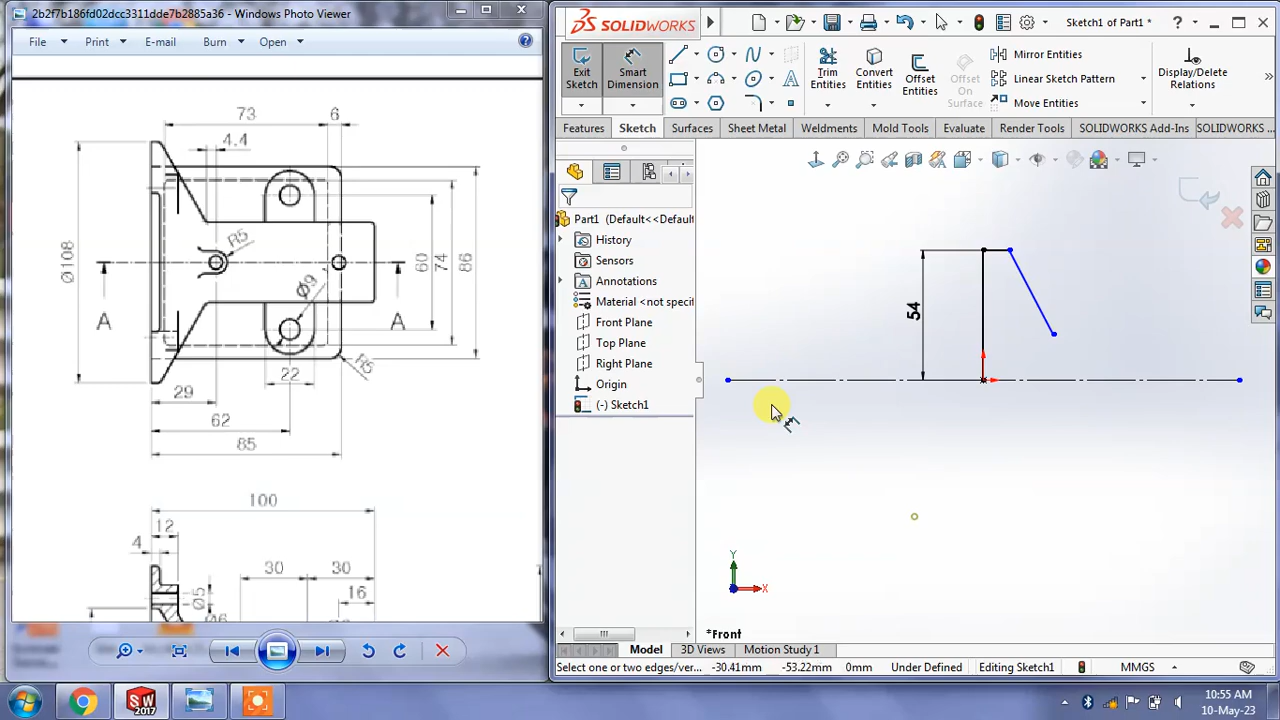 2b2f7b186fd02dcc3311dde7b2885a36 - Windows Photo Viewer
File Print E-mail Burn Open
73 6
4.4
R5
Ø108
Ø9
60 74 86
A A
R5
29 22
62
85
100
12
4
30 30
16
Ø5
SOLIDWORKS Sketch1 of Part1 *
Exit Sketch
Smart Dimension
Trim Entities
Convert Entities
Offset Entities
Offset On Surface
Mirror Entities
Linear Sketch Pattern
Move Entities
Display/Delete Relations
Features Sketch Surfaces Sheet Metal Weldments Mold Tools Evaluate Render Tools SOLIDWORKS Add-Ins SOLIDWORKS ...
Part1 (Default<<Default
History
Sensors
Annotations
Material <not specif
Front Plane
Top Plane
Right Plane
Origin
(-) Sketch1
54
Y
X
*Front
Model 3D Views Motion Study 1
Select one or two edges/ver... -30.41mm -53.22mm 0mm Under Defined Editing Sketch1 MMGS
SW 2017
10:55 AM
10-May-23